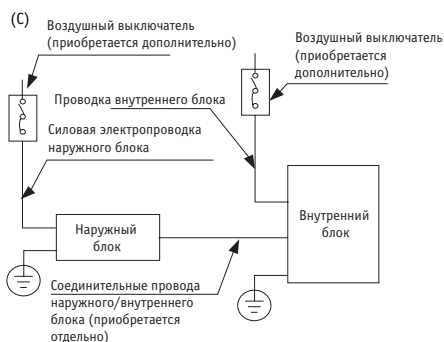 (C)
Воздушный выключатель
(приобретается дополнительно)
Воздушный выключатель
(приобретается
дополнительно)
Проводка внутреннего блока
Силовая электропроводка
наружного блока
Наружный
блок
Внутренний
блок
Соединительные провода
наружного/внутреннего
блока (приобретается
отдельно)